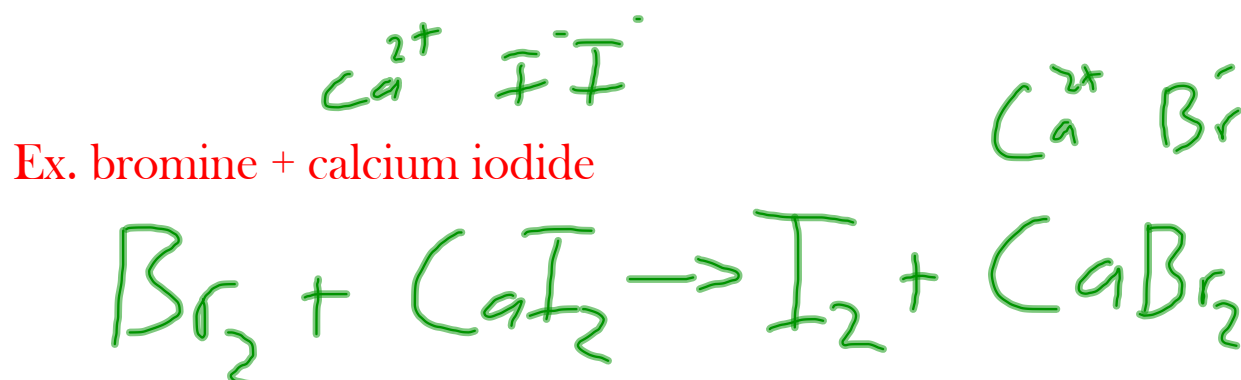 Ca²⁺ I⁻ I⁻
Ca²⁺ Br⁻
Ex. bromine + calcium iodide
Br₂ + CaI₂ → I₂ + CaBr₂